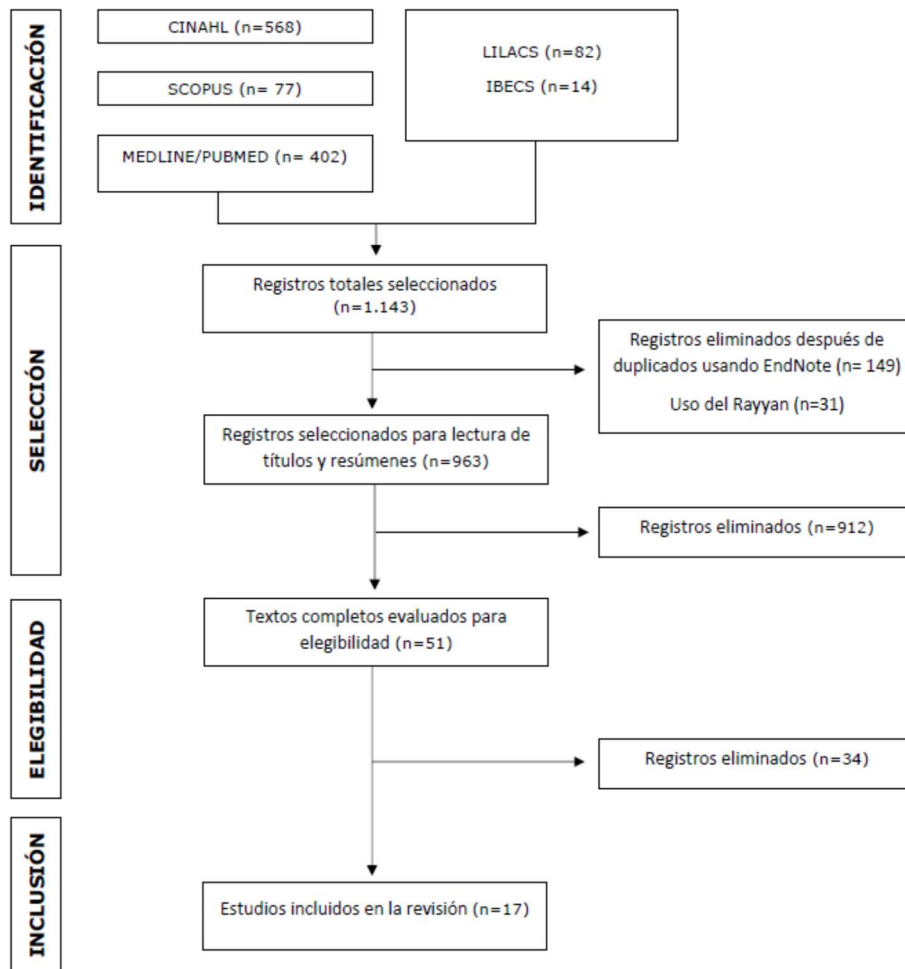 IDENTIFICACIÓN
CINAHL (n=568)
SCOPUS (n= 77)
MEDLINE/PUBMED (n= 402)
LILACS (n=82)
IBECS (n=14)
SELECCIÓN
Registros totales seleccionados
(n=1.143)
Registros eliminados después de
duplicados usando EndNote (n= 149)
Uso del Rayyan (n=31)
Registros seleccionados para lectura de
títulos y resúmenes (n=963)
Registros eliminados (n=912)
ELEGIBILIDAD
Textos completos evaluados para
elegibilidad (n=51)
Registros eliminados (n=34)
INCLUSIÓN
Estudios incluidos en la revisión (n=17)